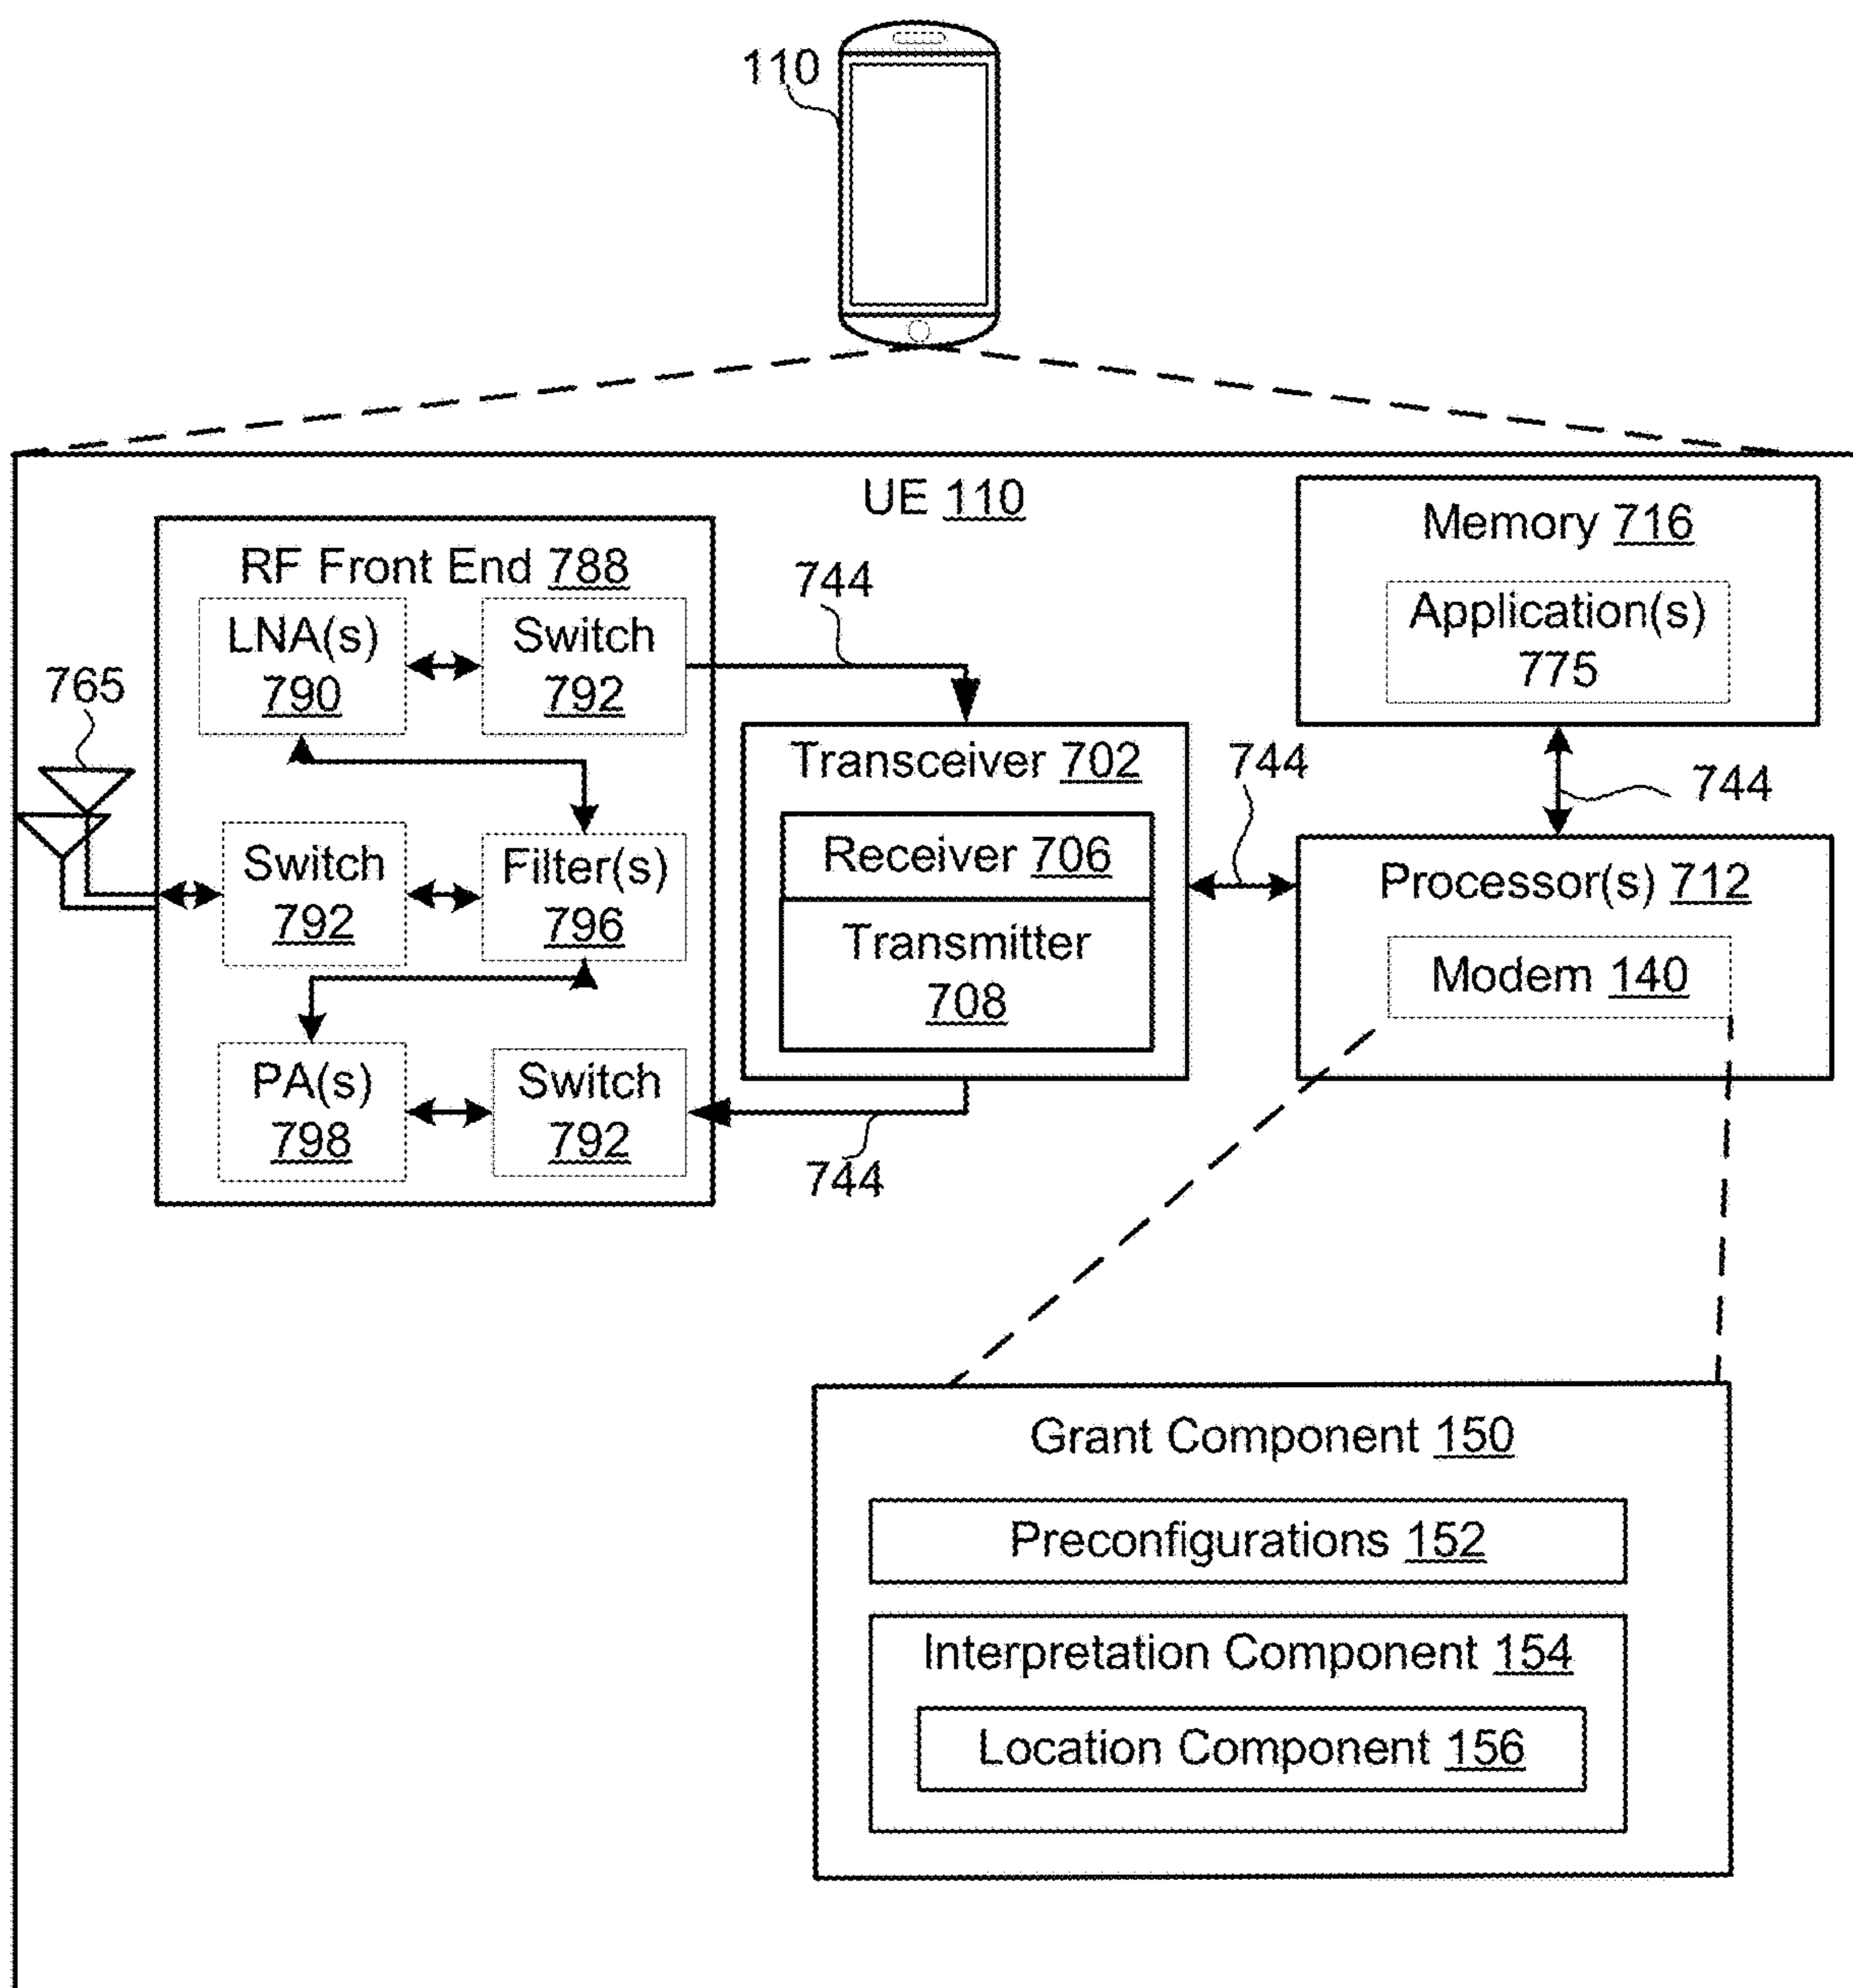 110
UE 110
RF Front End 788
LNA(s)
790
Switch
792
744
Memory 716
Application(s)
775
765
Switch
792
Filter(s)
796
Transceiver 702
Receiver 706
Transmitter
708
744
744
Processor(s) 712
Modem 140
PA(s)
798
Switch
792
744
Grant Component 150
Preconfigurations 152
Interpretation Component 154
Location Component 156